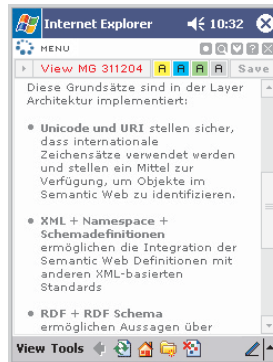 Internet Explorer 10:32
MENU
View MG 311204 A A A A Save
Diese Grundsätze sind in der Layer
Architektur implementiert:
• Unicode und URI stellen sicher,
dass internationale
Zeichensätze verwendet werden
und stellen ein Mittel zur
Verfügung, um Objekte im
Semantic Web zu identifizieren.
• XML + Namespace +
Schemadefinitionen
ermöglichen die Integration der
Semantic Web Definitionen mit
anderen XML-basierten
Standards
• RDF + RDF Schema
ermöglichen Aussagen über
View Tools